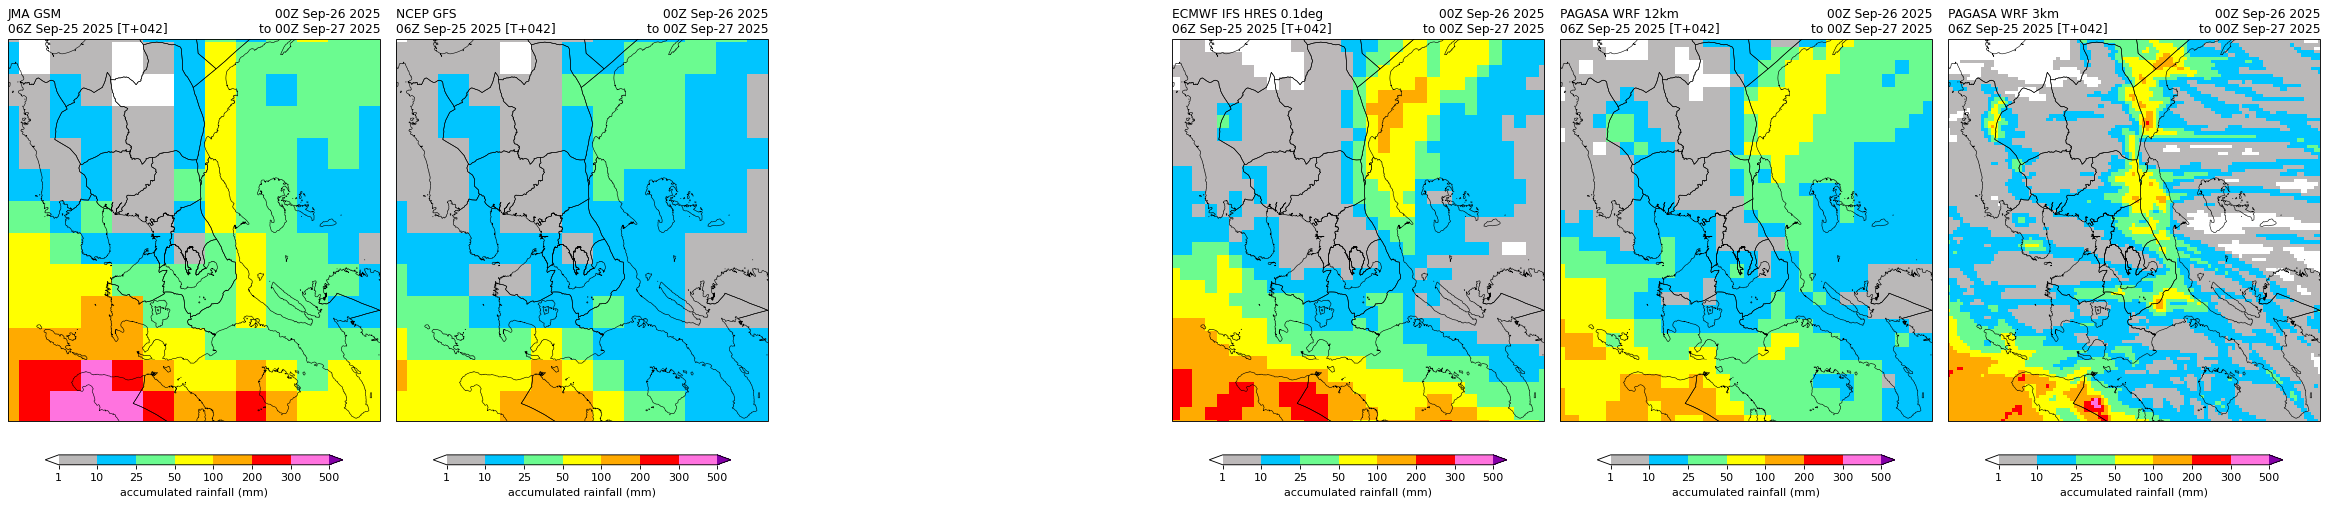 JMA GSM 00Z Sep-26 2025
06Z Sep-25 2025 [T+042] to 00Z Sep-27 2025
1 10 25 50 100 200 300 500
accumulated rainfall (mm)
NCEP GFS 00Z Sep-26 2025
06Z Sep-25 2025 [T+042] to 00Z Sep-27 2025
1 10 25 50 100 200 300 500
accumulated rainfall (mm)
ECMWF IFS HRES 0.1deg 00Z Sep-26 2025
06Z Sep-25 2025 [T+042] to 00Z Sep-27 2025
1 10 25 50 100 200 300 500
accumulated rainfall (mm)
PAGASA WRF 12km 00Z Sep-26 2025
06Z Sep-25 2025 [T+042] to 00Z Sep-27 2025
1 10 25 50 100 200 300 500
accumulated rainfall (mm)
PAGASA WRF 3km 00Z Sep-26 2025
06Z Sep-25 2025 [T+042] to 00Z Sep-27 2025
1 10 25 50 100 200 300 500
accumulated rainfall (mm)